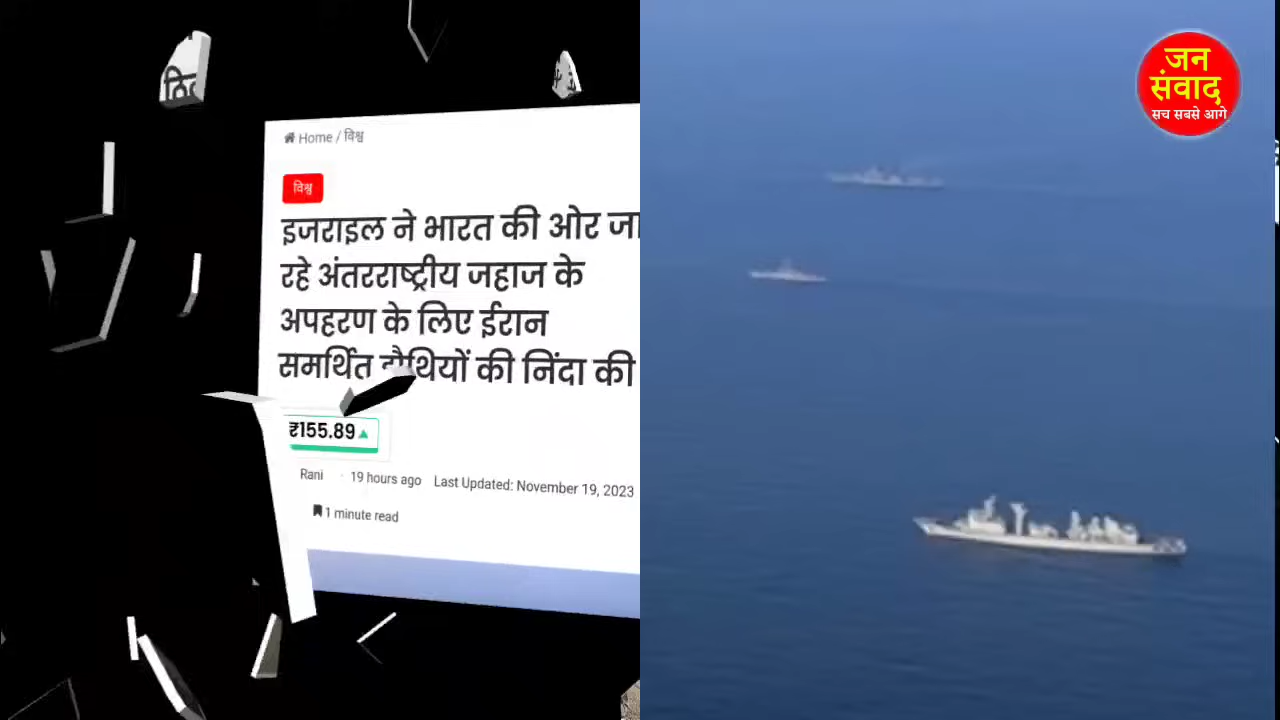 Home / विश्व
विश्व
इजराइल ने भारत की ओर जा
रहे अंतरराष्ट्रीय जहाज के
अपहरण के लिए ईरान
समर्थित हौथियों की निंदा की
₹155.89
Rani · 19 hours ago Last Updated: November 19, 2023
1 minute read
जन
संवाद
सच सबसे आगे